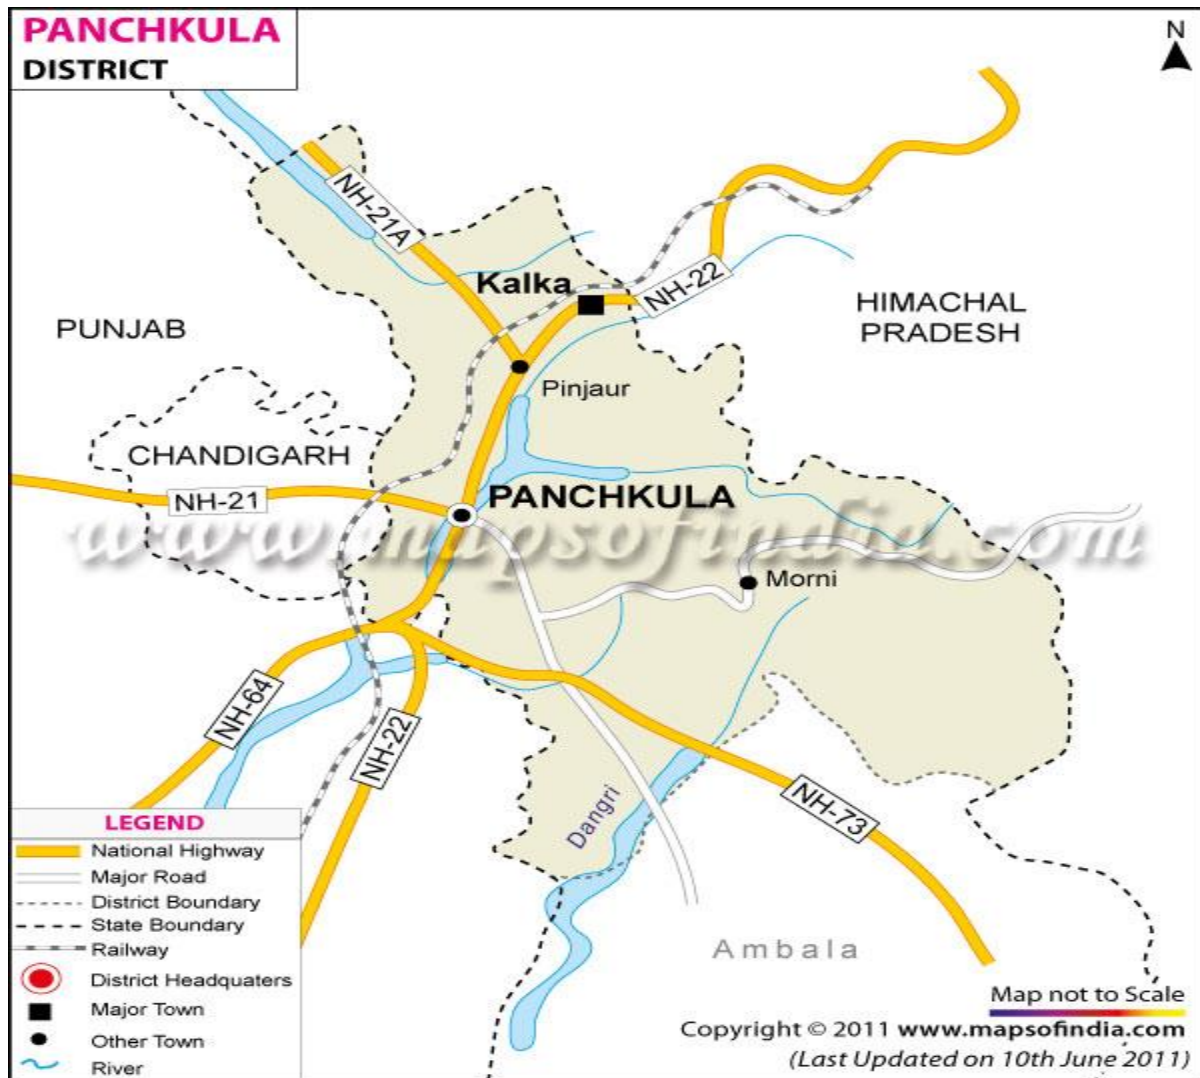 PANCHKULA
DISTRICT
N
NH-21A
Kalka
NH-22
HIMACHAL
PRADESH
PUNJAB
Pinjaur
CHANDIGARH
NH-21
PANCHKULA
www.mapsofindia.com
Morni
NH-64
NH-22
Dangri
NH-73
Ambala
LEGEND
National Highway
Major Road
District Boundary
State Boundary
Railway
District Headquaters
Major Town
Other Town
River
Map not to Scale
Copyright © 2011 www.mapsofindia.com
(Last Updated on 10th June 2011)